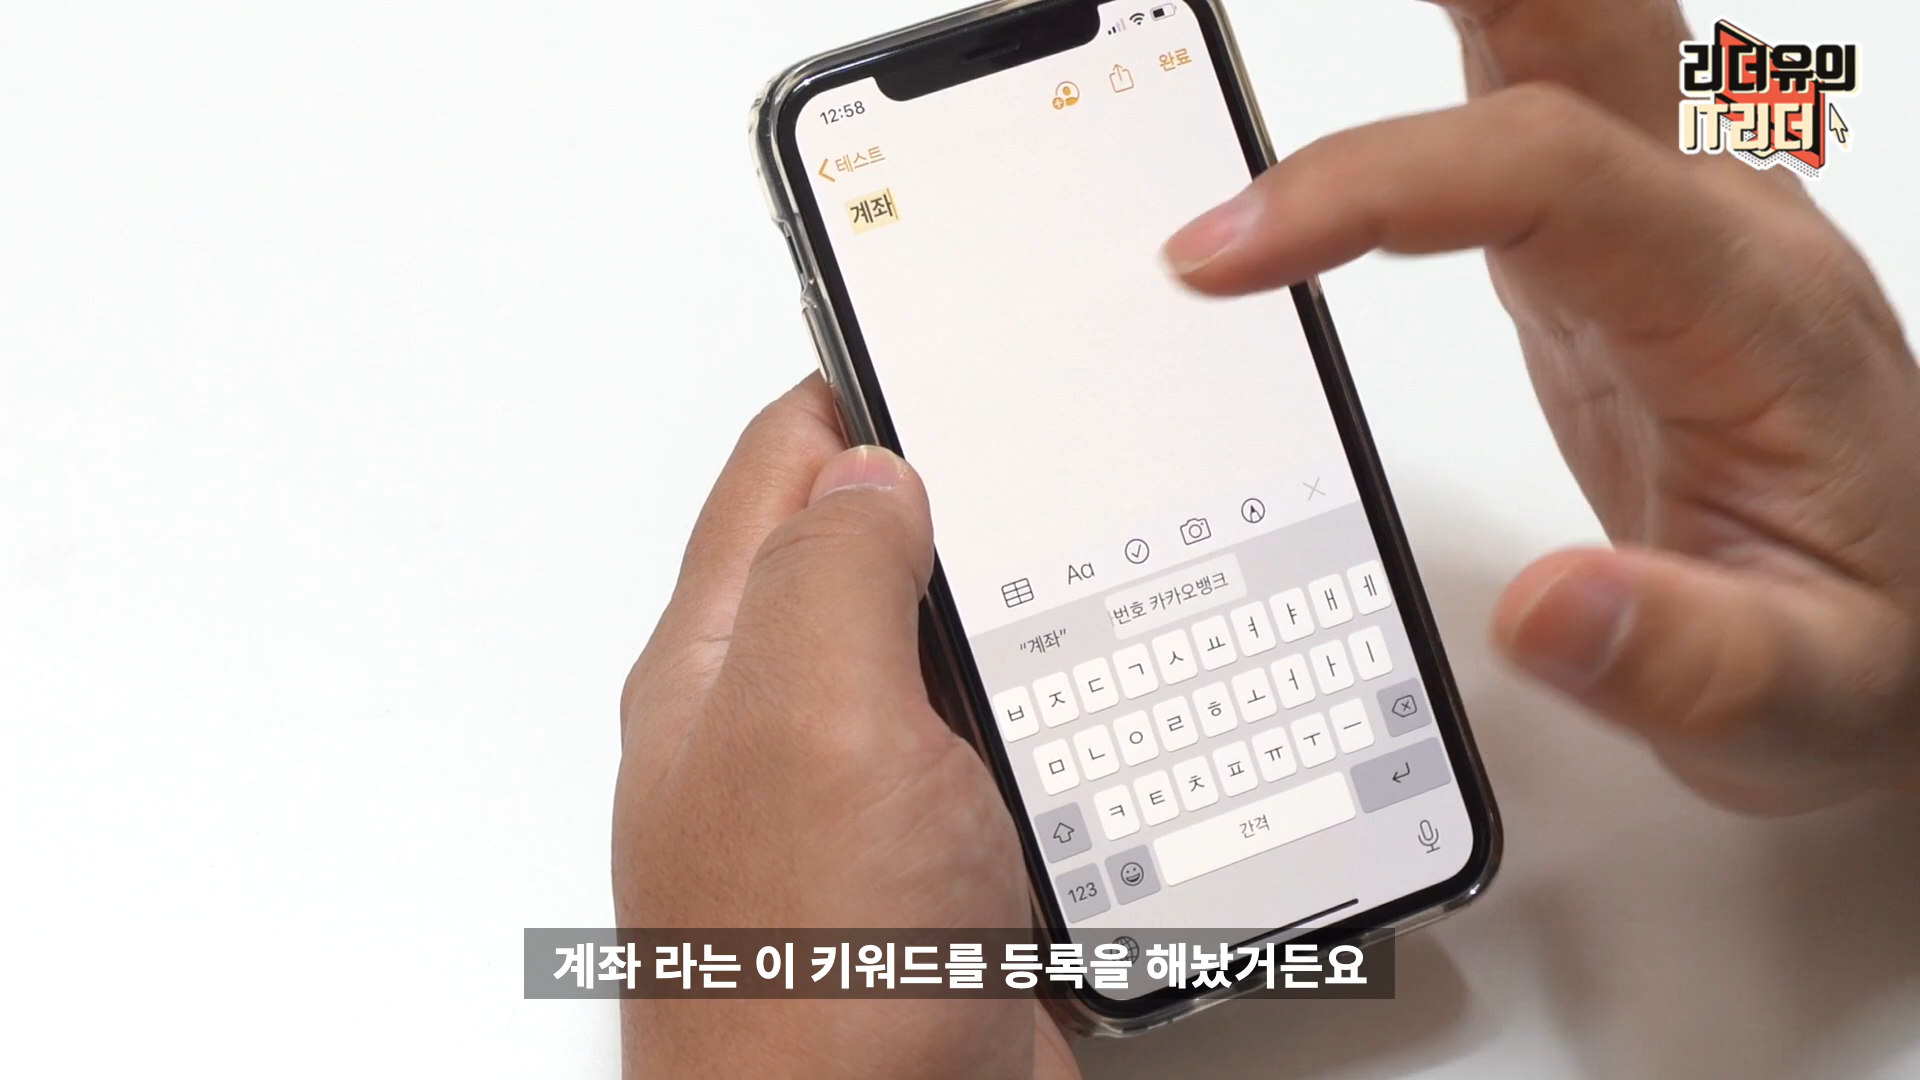 리더유의
IT리더
12:58
완료
테스트
계좌
Aa
"계좌"
번호 카카오뱅크
ㅂ ㅈ ㄷ ㄱ ㅅ ㅛ ㅕ ㅑ ㅐ ㅔ
ㅁ ㄴ ㅇ ㄹ ㅎ ㅗ ㅓ ㅏ ㅣ
ㅋ ㅌ ㅊ ㅍ ㅠ ㅜ ㅡ
123
간격
계좌 라는 이 키워드를 등록을 해놨거든요